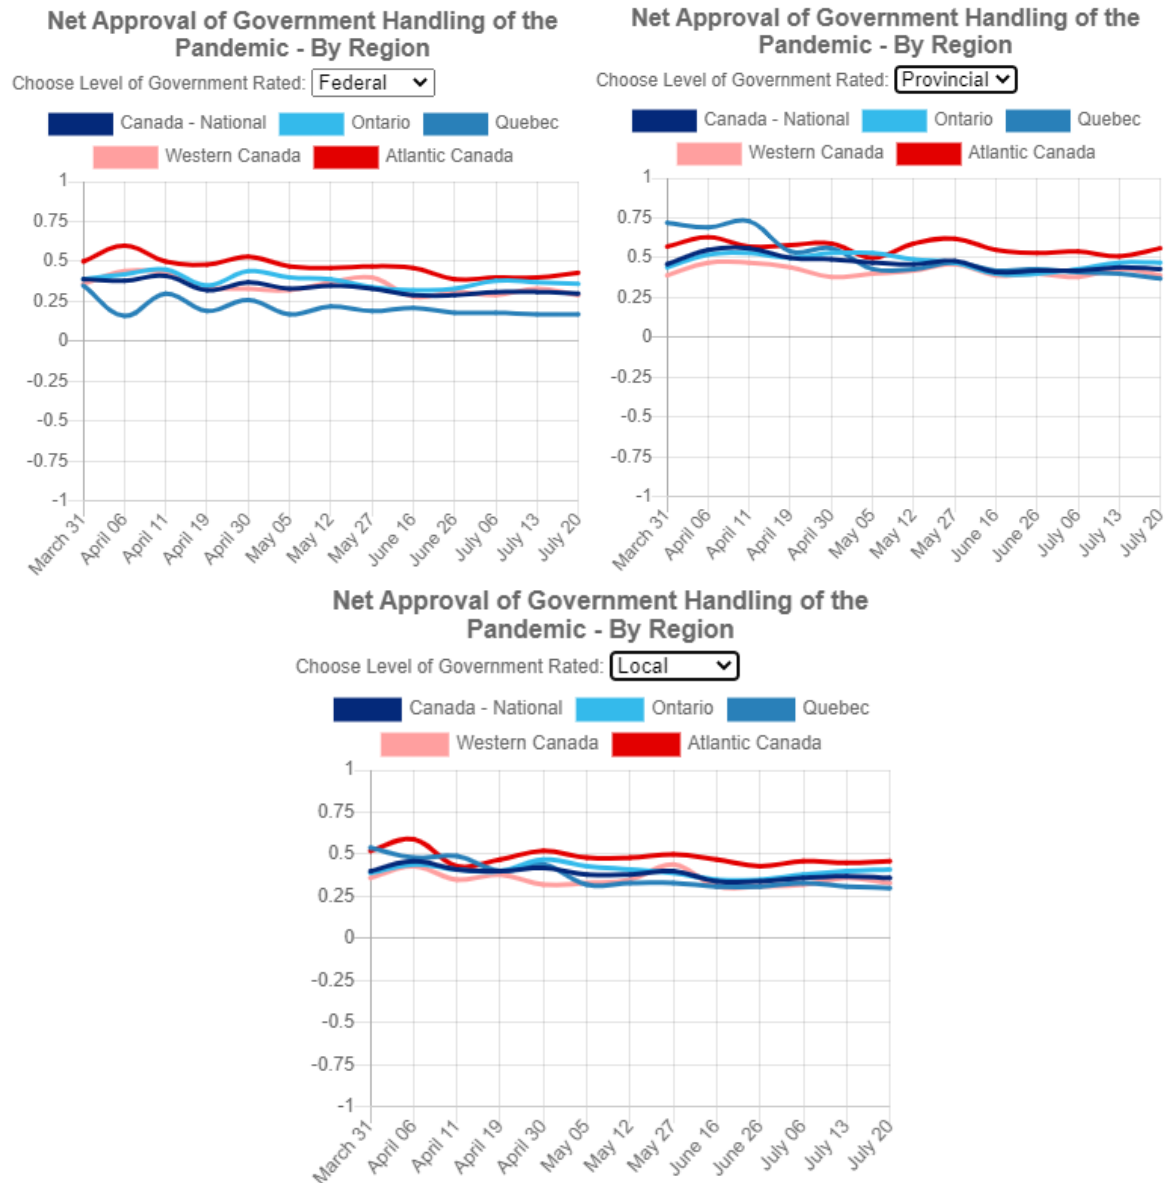 Net Approval of Government Handling of the
Pandemic - By Region
Choose Level of Government Rated: Federal
Canada - National Ontario Quebec
Western Canada Atlantic Canada
1
0.75
0.5
0.25
0
-0.25
-0.5
-0.75
-1
March 31 April 06 April 11 April 19 April 30 May 05 May 12 May 27 June 16 June 26 July 06 July 13 July 20
Net Approval of Government Handling of the
Pandemic - By Region
Choose Level of Government Rated: Provincial
Canada - National Ontario Quebec
Western Canada Atlantic Canada
1
0.75
0.5
0.25
0
-0.25
-0.5
-0.75
-1
March 31 April 06 April 11 April 19 April 30 May 05 May 12 May 27 June 16 June 26 July 06 July 13 July 20
Net Approval of Government Handling of the
Pandemic - By Region
Choose Level of Government Rated: Local
Canada - National Ontario Quebec
Western Canada Atlantic Canada
1
0.75
0.5
0.25
0
-0.25
-0.5
-0.75
-1
March 31 April 06 April 11 April 19 April 30 May 05 May 12 May 27 June 16 June 26 July 06 July 13 July 20